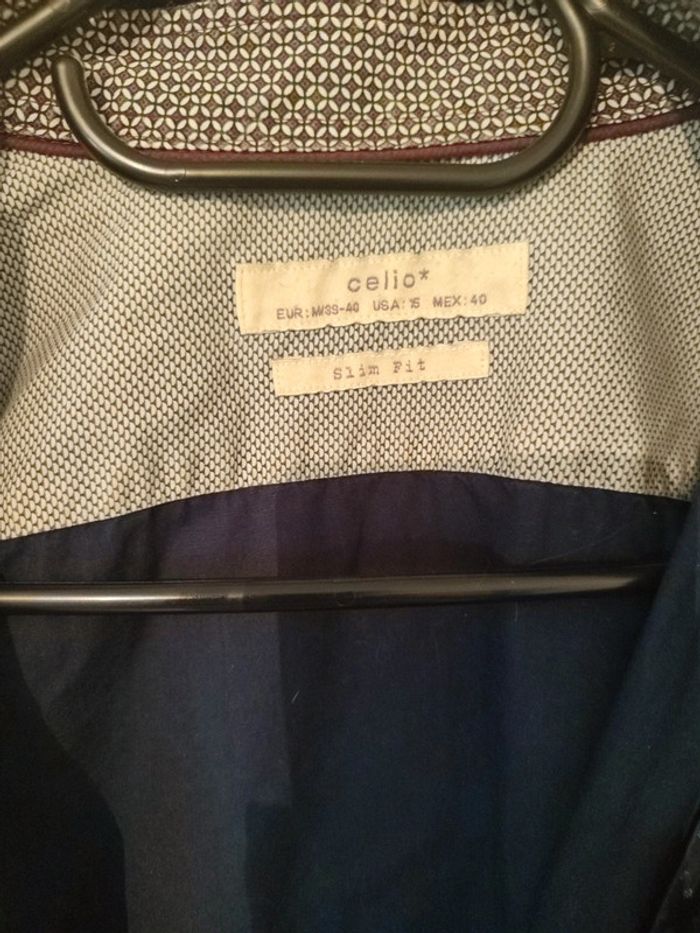 celio*
EUR: M/39-40 USA: 15 MEX: 40
Slim Fit